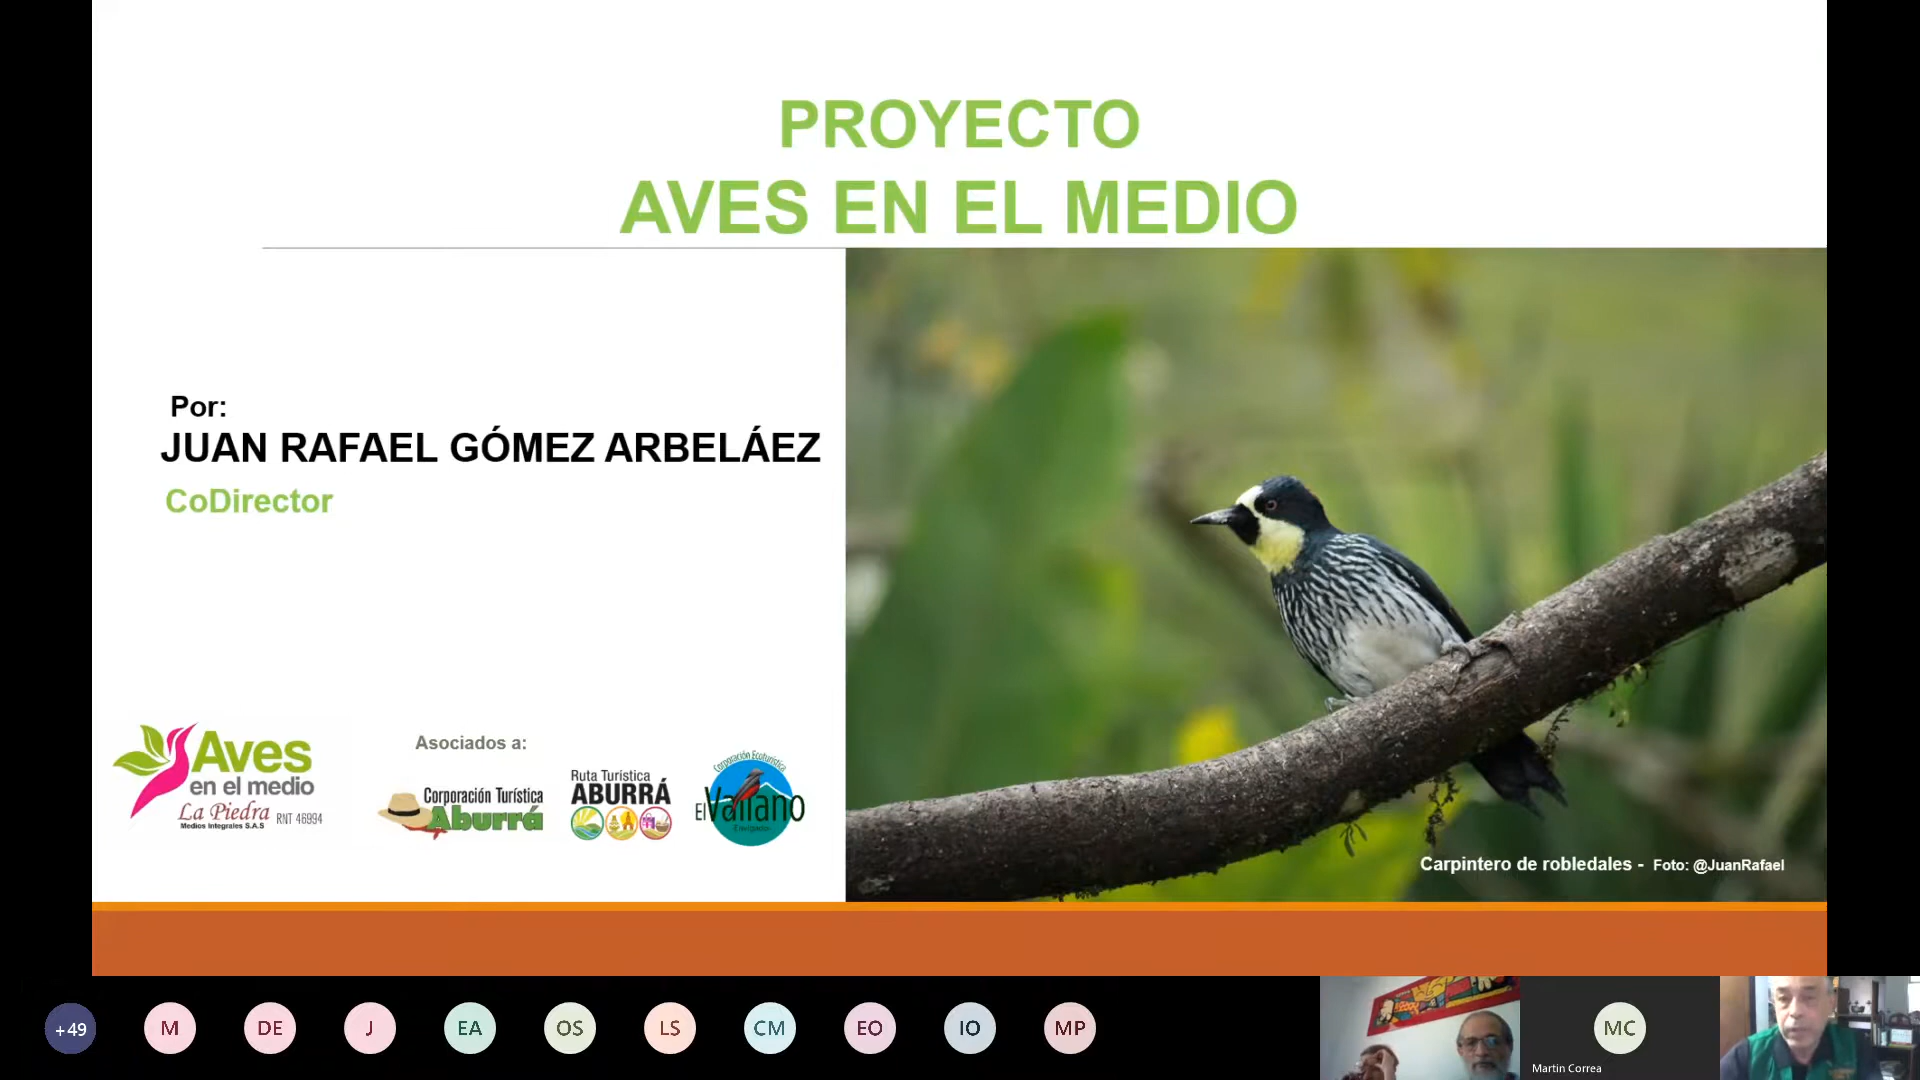 PROYECTO
AVES EN EL MEDIO
Por:
JUAN RAFAEL GÓMEZ ARBELÁEZ
CoDirector
Aves
en el medio
La Piedra RNT 46994
Medios Integrales S.A.S
Asociados a:
Corporación Turística
Aburrá
Ruta Turística
ABURRÁ
Corporación Ecoturística
El Vallano
Carpintero de robledales - Foto: @JuanRafael
+49
M
DE
J
EA
OS
LS
CM
EO
IO
MP
MC
Martin Correa